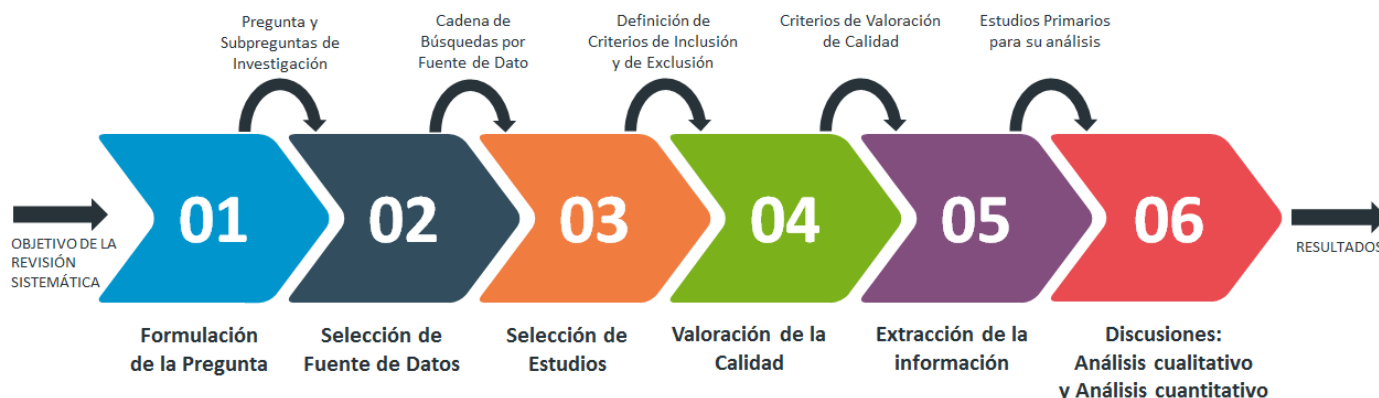 Pregunta y
Subpreguntas de
Investigación
Cadena de
Búsquedas por
Fuente de Dato
Definición de
Criterios de Inclusión
y de Exclusión
Criterios de Valoración
de Calidad
Estudios Primarios
para su análisis
OBJETIVO DE LA
REVISIÓN
SISTEMÁTICA
01
02
03
04
05
06
RESULTADOS
Formulación
de la Pregunta
Selección de
Fuente de Datos
Selección de
Estudios
Valoración de la
Calidad
Extracción de la
información
Discusiones:
Análisis cualitativo
y Análisis cuantitativo